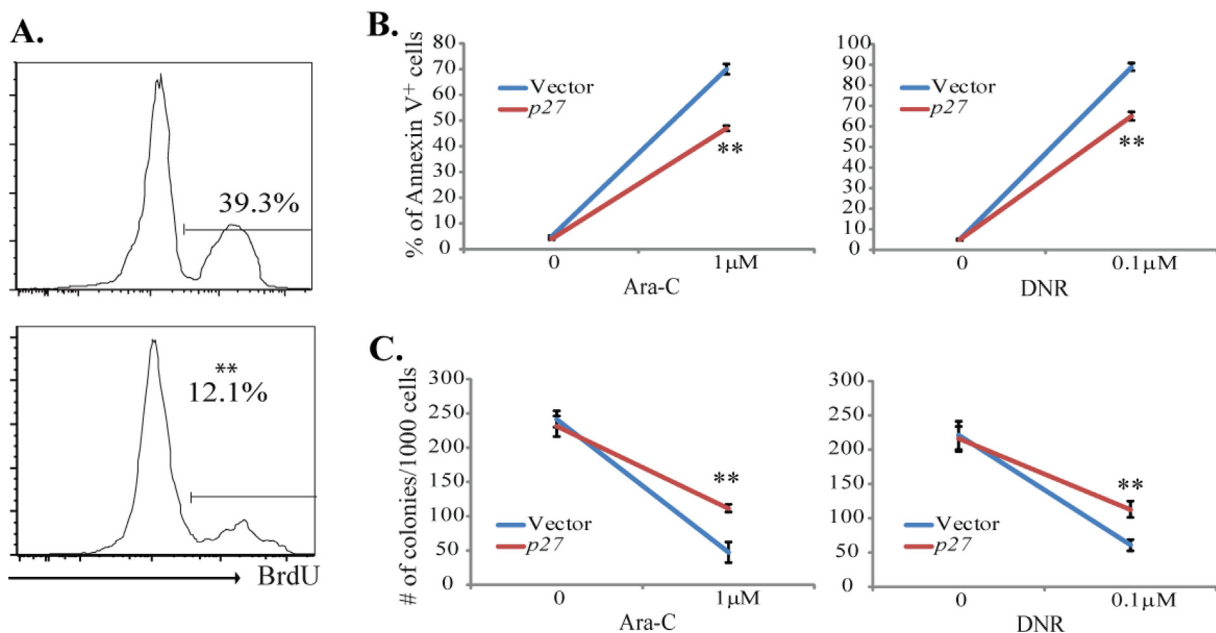 A.
39.3%
**
12.1%
BrdU
B.
% of Annexin V+ cells
80
70
60
50
40
30
20
10
0
Vector
p27
**
0
1μM
Ara-C
100
90
80
70
60
50
40
30
20
10
0
Vector
p27
**
0
0.1μM
DNR
C.
# of colonies/1000 cells
300
250
200
150
100
50
0
**
Vector
p27
0
1μM
Ara-C
300
250
200
150
100
50
0
**
Vector
p27
0
0.1μM
DNR